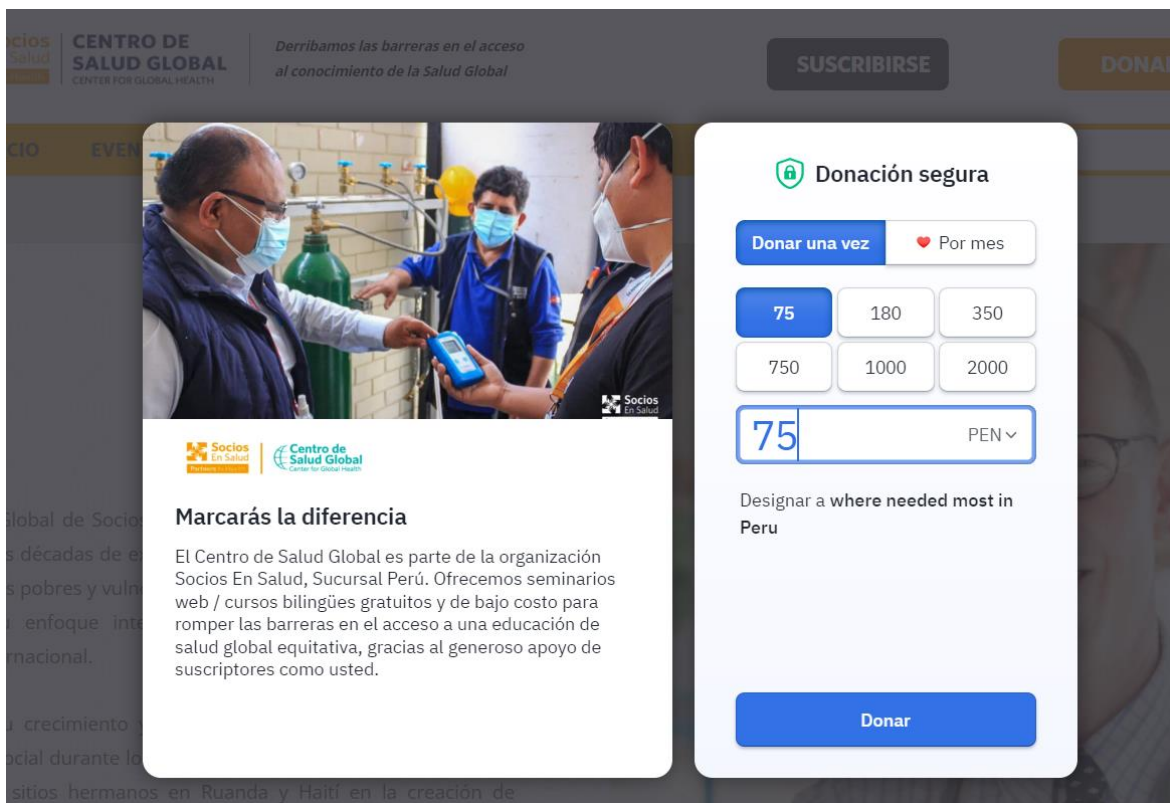 CENTRO DE
SALUD GLOBAL
CENTER FOR GLOBAL HEALTH
Derribamos las barreras en el acceso
al conocimiento de la Salud Global
SUSCRIBIRSE
Donación segura
Donar una vez
Por mes
75
180
350
750
1000
2000
75
PEN
Designar a where needed most in
Peru
Donar
Socios
En Salud
Socios
En Salud
Partners In Health
Centro de
Salud Global
Center for Global Health
Marcarás la diferencia
El Centro de Salud Global es parte de la organización
Socios En Salud, Sucursal Perú. Ofrecemos seminarios
web / cursos bilingües gratuitos y de bajo costo para
romper las barreras en el acceso a una educación de
salud global equitativa, gracias al generoso apoyo de
suscriptores como usted.
de Socio
décadas de
pobres y
enfoque
crecimiento
durante
sitios hermanos en Ruanda y Haití en la creación de